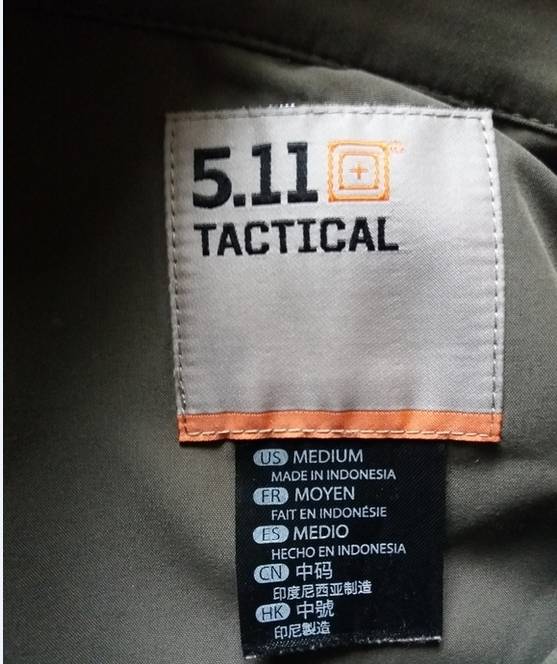 5.11
TACTICAL
US MEDIUM
MADE IN INDONESIA
FR MOYEN
FAIT EN INDONÉSIE
ES MEDIO
HECHO EN INDONESIA
CN 中码
印度尼西亚制造
HK 中號
印尼製造